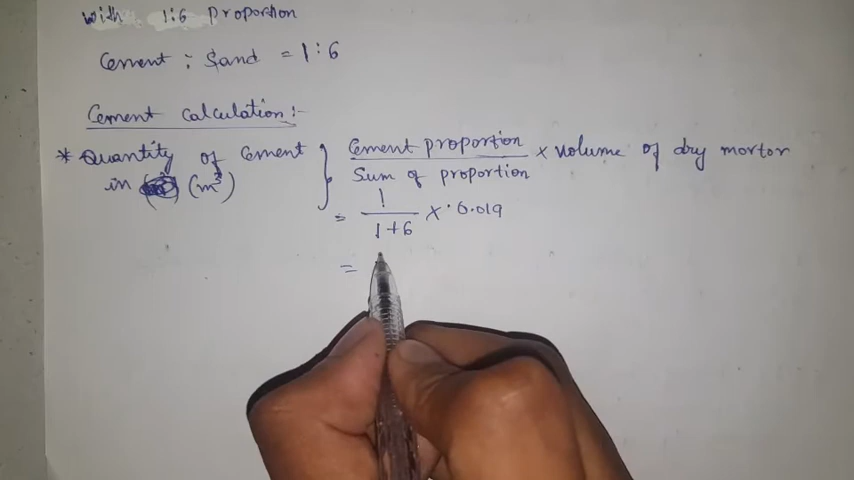 with 1:6 proportion
Cement : Sand = 1:6
Cement calculation:-
* Quantity of Cement in (m³) } Cement proportion / Sum of proportion × volume of dry mortor
= 1 / 1+6 × 0.019
=